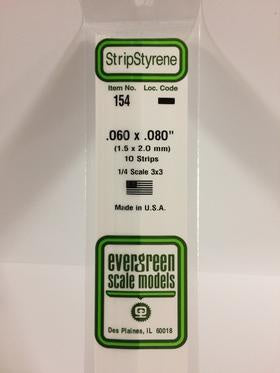 StripStyrene
Item No. Loc. Code
154
.060 x .080"
(1.5 x 2.0 mm)
10 Strips
1/4 Scale 3x3
Made in U.S.A.
evergreen
scale models
Des Plaines, IL 60018